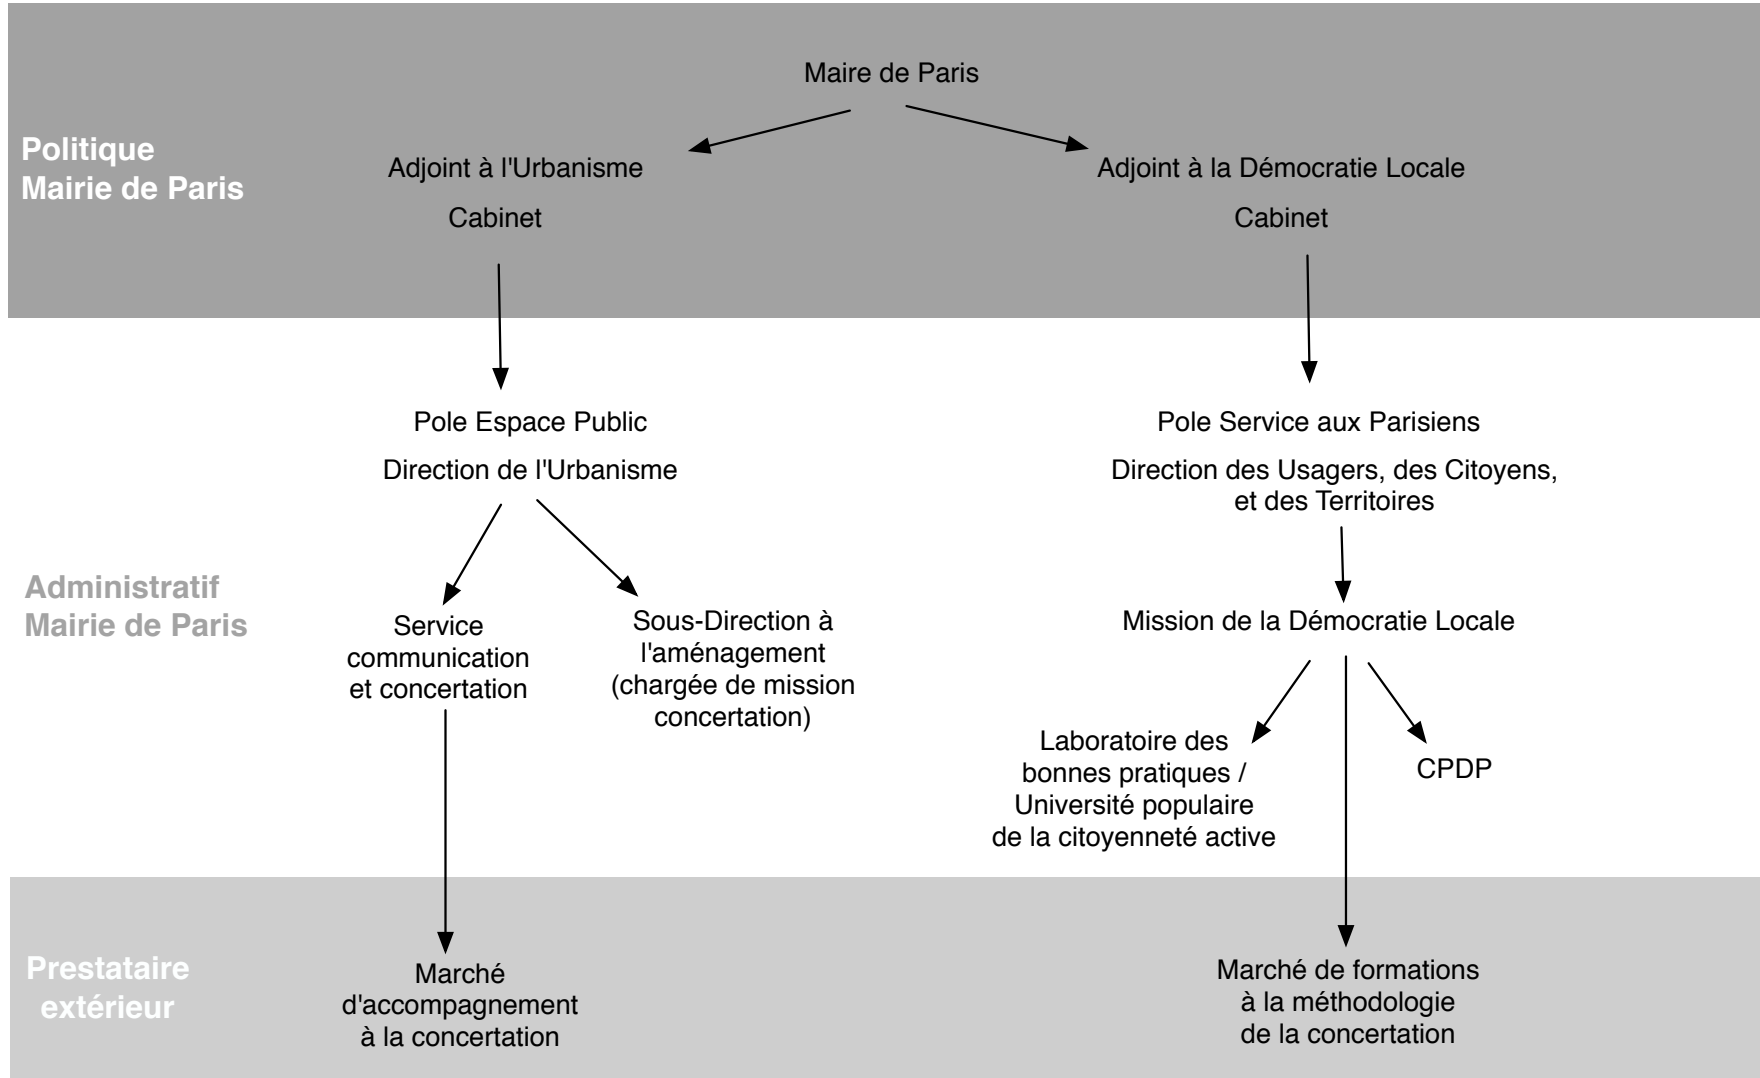 Maire de Paris
Politique
Mairie de Paris
Adjoint à l'Urbanisme
Cabinet
Adjoint à la Démocratie Locale
Cabinet
Pole Espace Public
Direction de l'Urbanisme
Pole Service aux Parisiens
Direction des Usagers, des Citoyens,
et des Territoires
Administratif
Mairie de Paris
Service
communication
et concertation
Sous-Direction à
l'aménagement
(chargée de mission
concertation)
Mission de la Démocratie Locale
Laboratoire des
bonnes pratiques /
Université populaire
de la citoyenneté active
CPDP
Prestataire
extérieur
Marché
d'accompagnement
à la concertation
Marché de formations
à la méthodologie
de la concertation